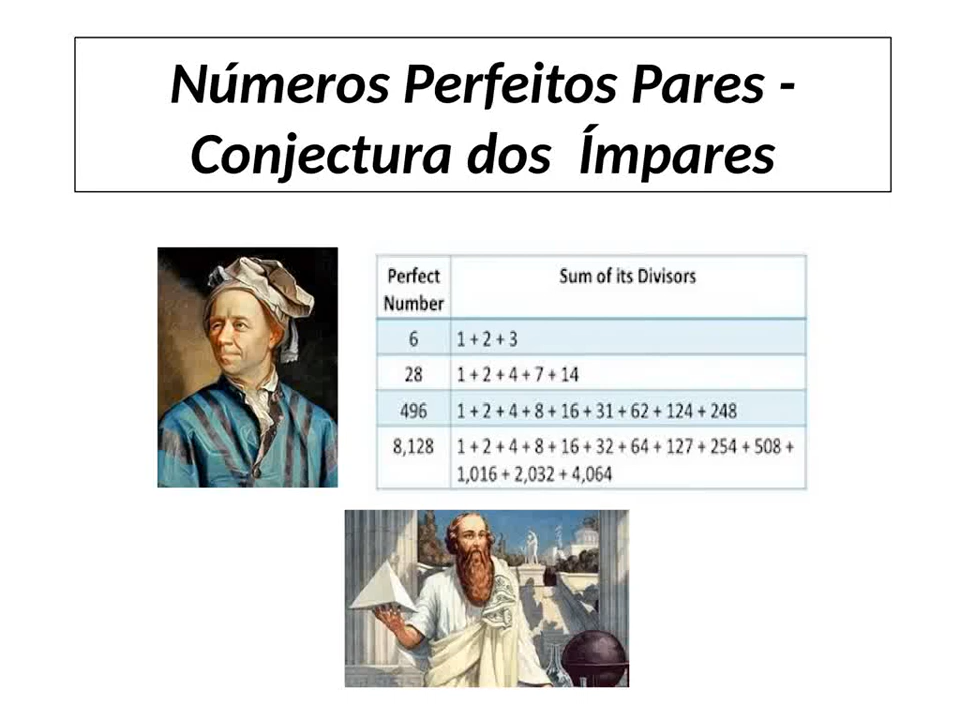 Números Perfeitos Pares -
Conjectura dos Ímpares
Perfect
Number
Sum of its Divisors
6
1 + 2 + 3
28
1 + 2 + 4 + 7 + 14
496
1 + 2 + 4 + 8 + 16 + 31 + 62 + 124 + 248
8,128
1 + 2 + 4 + 8 + 16 + 32 + 64 + 127 + 254 + 508 +
1,016 + 2,032 + 4,064